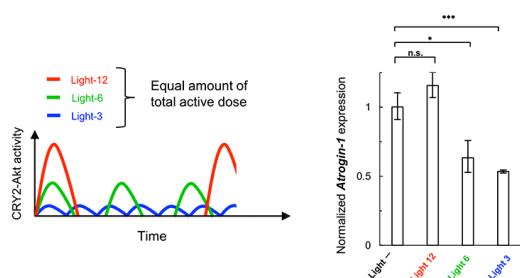 Light-12
Light-6
Light-3
Equal amount of
total active dose
CRY2-Akt activity
Time
***
*
n.s.
Normalized Atrogin-1 expression
1
0.5
0
Light −
Light 12
Light 6
Light 3